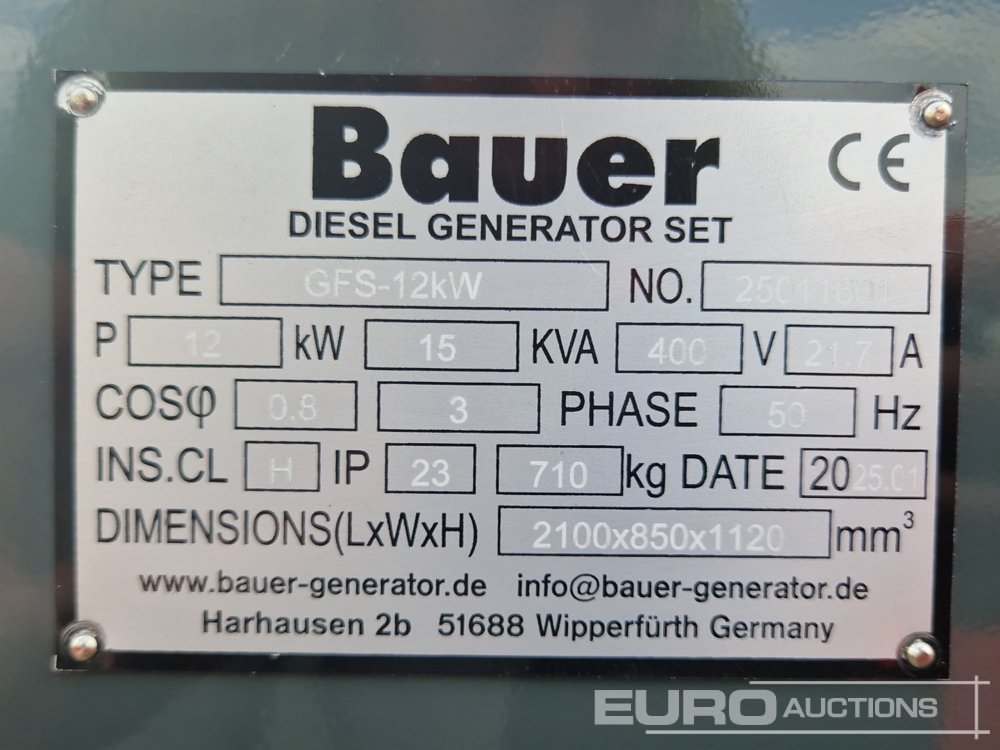 Bauer CE
DIESEL GENERATOR SET
TYPE GFS-12kW NO. 25011801
P 12 kW 15 KVA 400 V 21.7 A
COSφ 0.8 3 PHASE 50 Hz
INS.CL H IP 23 710 kg DATE 2025.01
DIMENSIONS(LxWxH) 2100x850x1120 mm³
www.bauer-generator.de info@bauer-generator.de
Harhausen 2b 51688 Wipperfürth Germany
EURO AUCTIONS